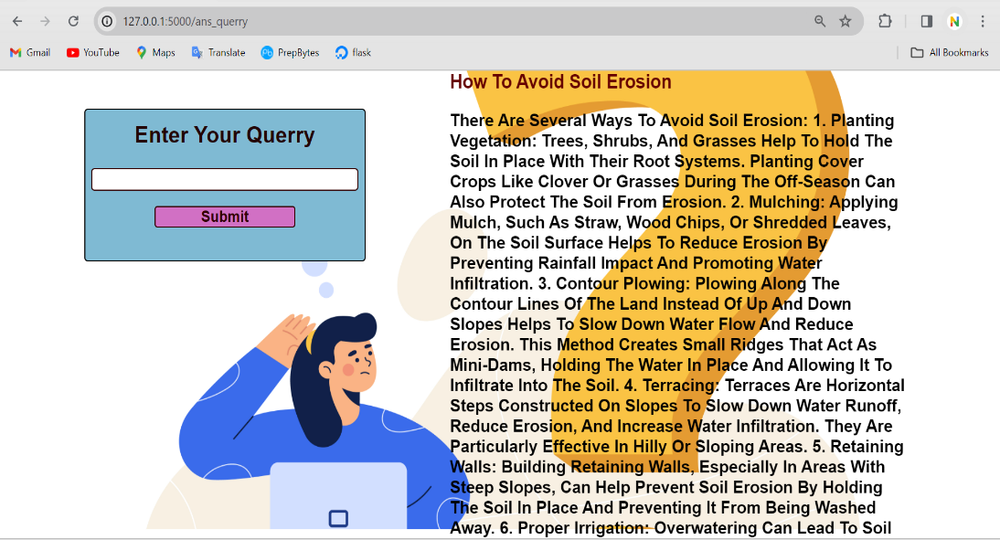 127.0.0.1:5000/ans_querry
N
Gmail
YouTube
Maps
Translate
Pb
PrepBytes
flask
All Bookmarks
Enter Your Querry
Submit
How To Avoid Soil Erosion
There Are Several Ways To Avoid Soil Erosion: 1. Planting
Vegetation: Trees, Shrubs, And Grasses Help To Hold The
Soil In Place With Their Root Systems. Planting Cover
Crops Like Clover Or Grasses During The Off-Season Can
Also Protect The Soil From Erosion. 2. Mulching: Applying
Mulch, Such As Straw, Wood Chips, Or Shredded Leaves,
On The Soil Surface Helps To Reduce Erosion By
Preventing Rainfall Impact And Promoting Water
Infiltration. 3. Contour Plowing: Plowing Along The
Contour Lines Of The Land Instead Of Up And Down
Slopes Helps To Slow Down Water Flow And Reduce
Erosion. This Method Creates Small Ridges That Act As
Mini-Dams, Holding The Water In Place And Allowing It To
Infiltrate Into The Soil. 4. Terracing: Terraces Are Horizontal
Steps Constructed On Slopes To Slow Down Water Runoff,
Reduce Erosion, And Increase Water Infiltration. They Are
Particularly Effective In Hilly Or Sloping Areas. 5. Retaining
Walls: Building Retaining Walls, Especially In Areas With
Steep Slopes, Can Help Prevent Soil Erosion By Holding
The Soil In Place And Preventing It From Being Washed
Away. 6. Proper Irrigation: Overwatering Can Lead To Soil